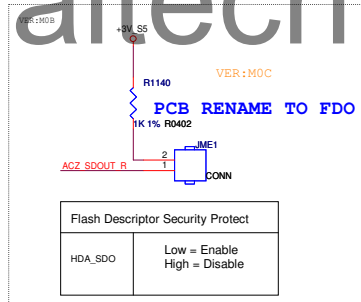 altech
VER:M0B
+3V_S5
VER:M0C
R1140
PCB RENAME TO FDO
1K 1% R0402
JME1
2
ACZ_SDOUT_R 1
CONN
Flash Descriptor Security Protect
HDA_SDO
Low = Enable
High = Disable